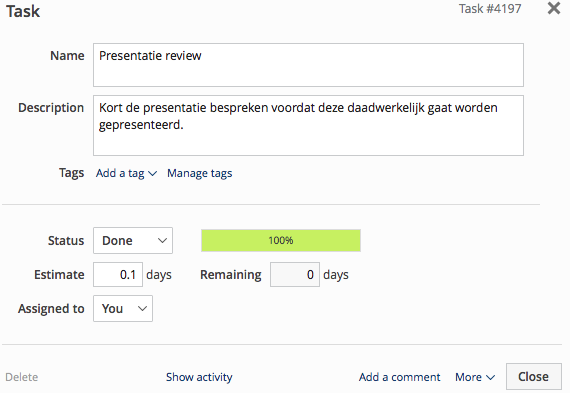 Task
Task #4197
Name
Presentatie review
Description
Kort de presentatie bespreken voordat deze daadwerkelijk gaat worden
gepresenteerd.
Tags Add a tag Manage tags
Status Done 100%
Estimate 0.1 days Remaining 0 days
Assigned to You
Delete Show activity Add a comment More Close